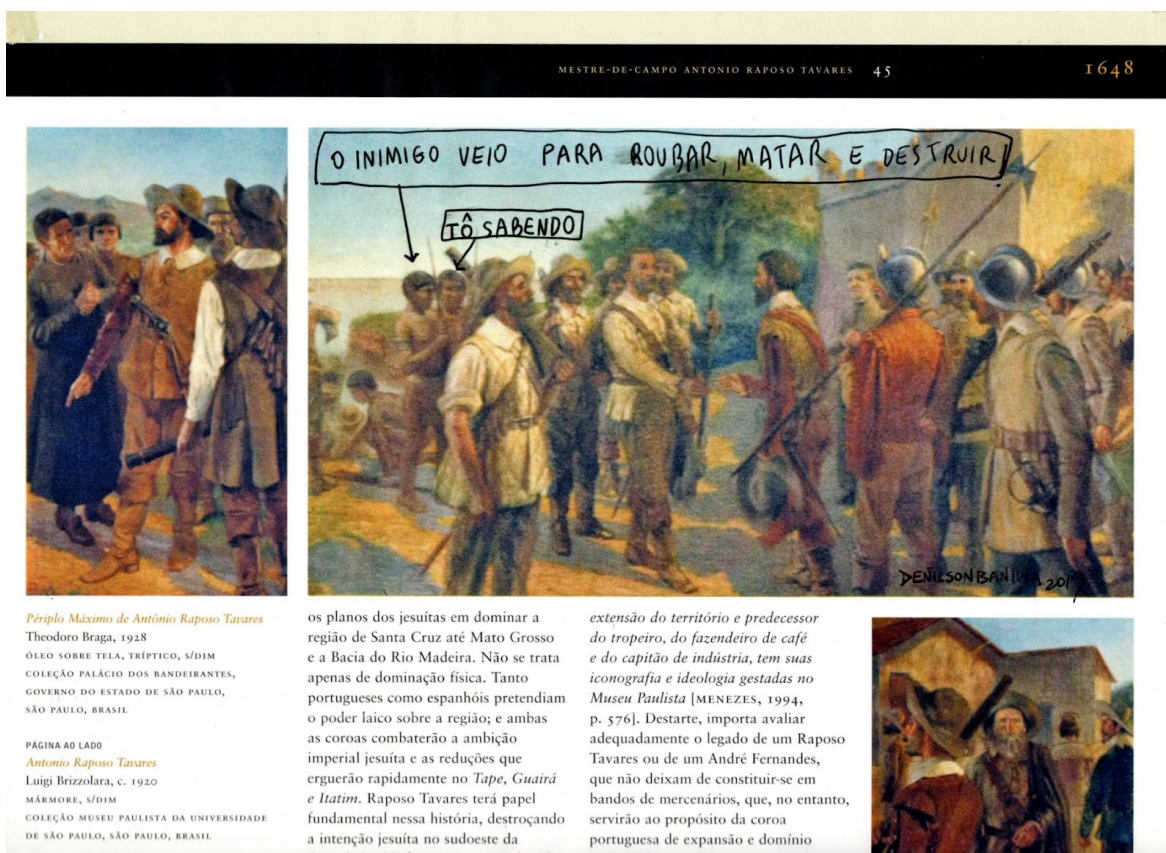 MESTRE-DE-CAMPO ANTONIO RAPOSO TAVARES 45 1648
O INIMIGO VEIO PARA ROUBAR, MATAR E DESTRUIR
TÔ SABENDO
DENILSON BANIWA 2019
Périplo Máximo de Antônio Raposo Tavares
Theodoro Braga, 1928
ÓLEO SOBRE TELA, TRÍPTICO, S/DIM
COLEÇÃO PALÁCIO DOS BANDEIRANTES,
GOVERNO DO ESTADO DE SÃO PAULO,
SÃO PAULO, BRASIL
PÁGINA AO LADO
Antonio Raposo Tavares
Luigi Brizzolara, c. 1920
MÁRMORE, S/DIM
COLEÇÃO MUSEU PAULISTA DA UNIVERSIDADE
DE SÃO PAULO, SÃO PAULO, BRASIL
os planos dos jesuítas em dominar a
região de Santa Cruz até Mato Grosso
e a Bacia do Rio Madeira. Não se trata
apenas de dominação física. Tanto
portugueses como espanhóis pretendiam
o poder laico sobre a região; e ambas
as coroas combaterão a ambição
imperial jesuíta e as reduções que
erguerão rapidamente no Tape, Guairá
e Itatim. Raposo Tavares terá papel
fundamental nessa história, destroçando
a intenção jesuíta no sudoeste da
extensão do território e predecessor
do tropeiro, do fazendeiro de café
e do capitão de indústria, tem suas
iconografia e ideologia gestadas no
Museu Paulista [MENEZES, 1994,
p. 576]. Destarte, importa avaliar
adequadamente o legado de um Raposo
Tavares ou de um André Fernandes,
que não deixam de constituir-se em
bandos de mercenários, que, no entanto,
servirão ao propósito da coroa
portuguesa de expansão e domínio